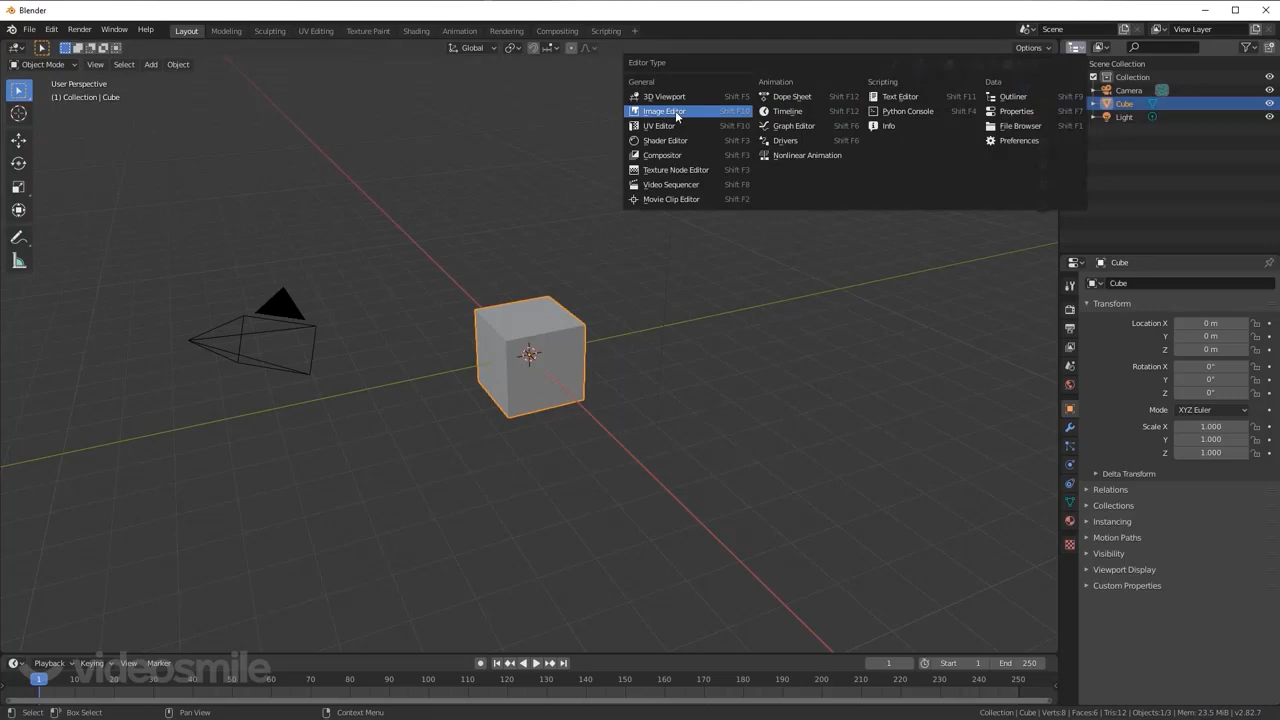 Blender
File Edit Render Window Help Layout Modeling Sculpting UV Editing Texture Paint Shading Animation Rendering Compositing Scripting + Scene View Layer
Global Options
Object Mode View Select Add Object
User Perspective
(1) Collection | Cube
Editor Type
General Animation Scripting Data
3D Viewport Shift F5 Dope Sheet Shift F12 Text Editor Shift F11 Outliner Shift F9
Image Editor Shift F10 Timeline Shift F12 Python Console Shift F4 Properties Shift F7
UV Editor Shift F10 Graph Editor Shift F6 Info File Browser Shift F1
Shader Editor Shift F3 Drivers Shift F6 Preferences
Compositor Shift F3 Nonlinear Animation
Texture Node Editor Shift F3
Video Sequencer Shift F8
Movie Clip Editor Shift F2
Scene Collection
Collection
Camera
Cube
Light
Cube
Cube
Transform
Location X 0 m
Y 0 m
Z 0 m
Rotation X 0°
Y 0°
Z 0°
Mode XYZ Euler
Scale X 1.000
Y 1.000
Z 1.000
Delta Transform
Relations
Collections
Instancing
Motion Paths
Visibility
Viewport Display
Custom Properties
videosmile
Playback Keying View Marker 1 Start 1 End 250
1 10 20 30 40 50 60 70 80 90 100 110 120 130 140 150 160 170 180 190 200 210 220 230 240 250
Select Box Select Pan View Context Menu Collection | Cube | Verts:8 | Faces:6 | Tris:12 | Objects:1/3 | Mem: 23.5 MiB | v2.82.7